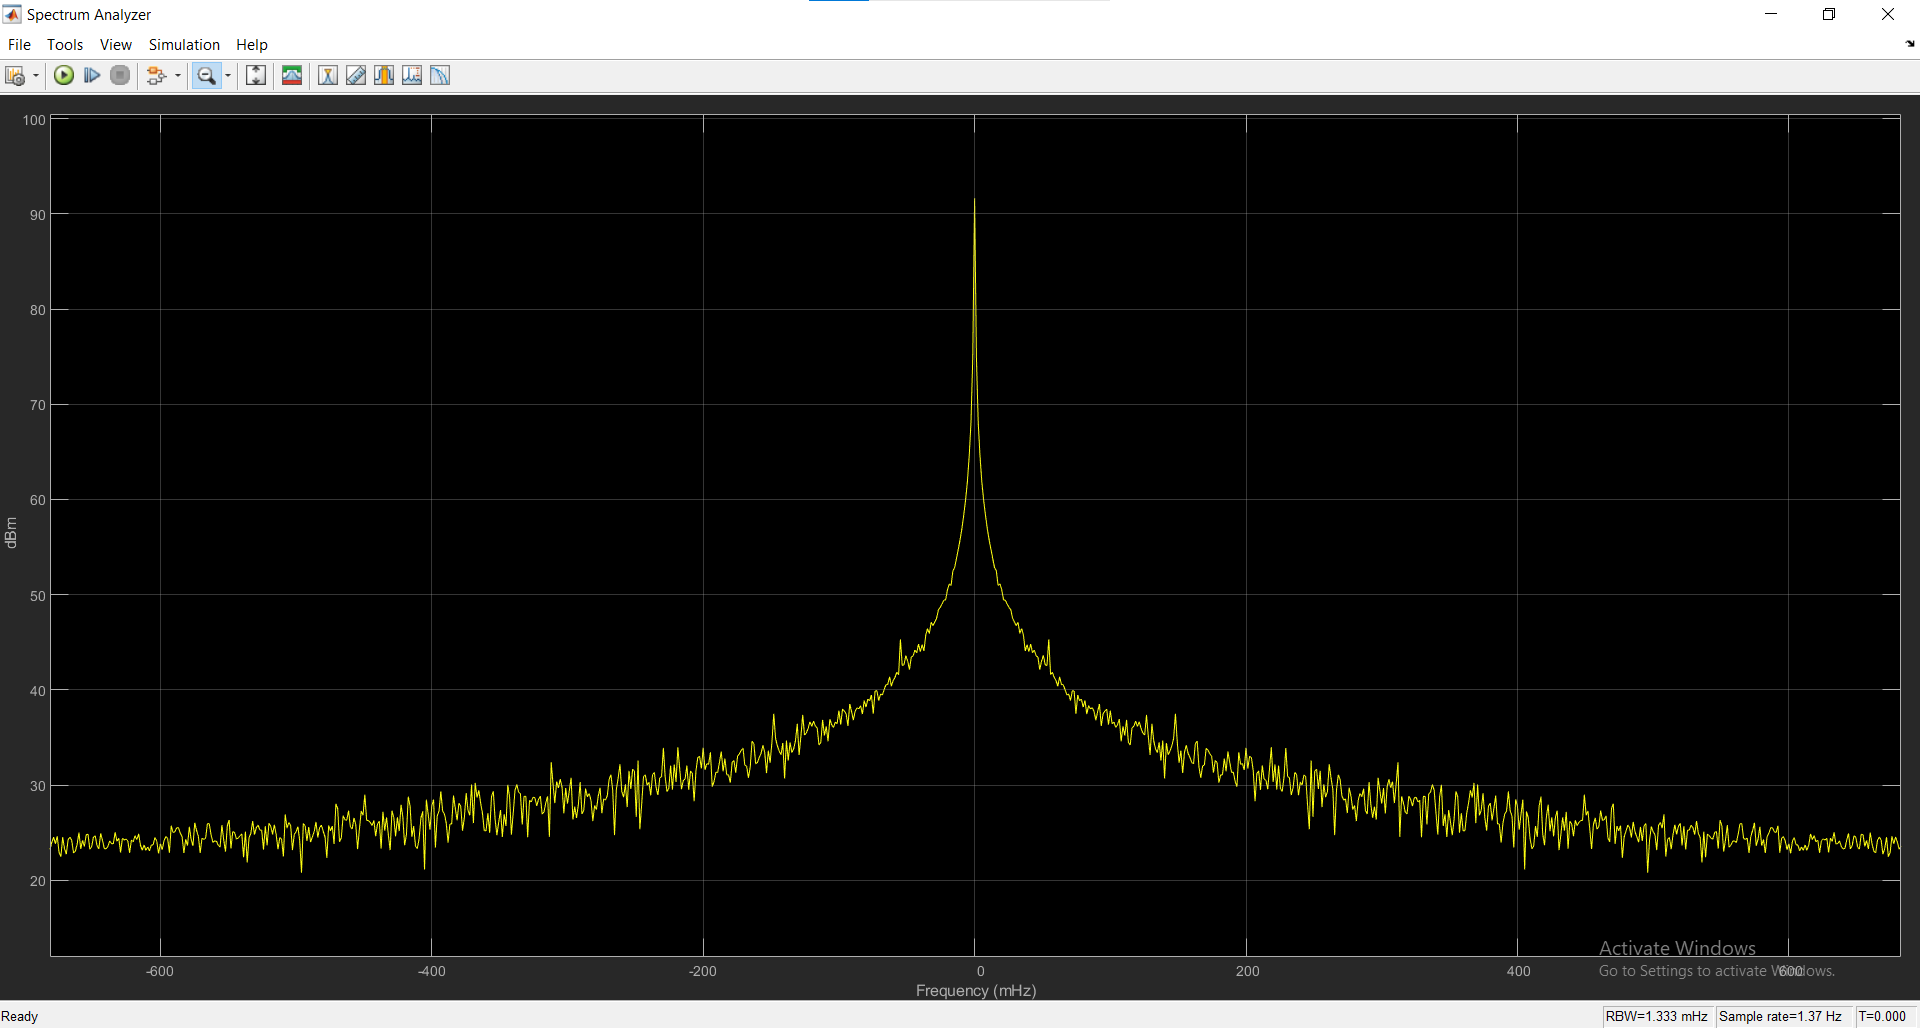 Spectrum Analyzer
File Tools View Simulation Help
100
90
80
70
60
50
40
30
20
dBm
-600 -400 -200 0 200 400 600
Frequency (mHz)
Activate Windows
Go to Settings to activate Windows.
Ready RBW=1.333 mHz Sample rate=1.37 Hz T=0.000